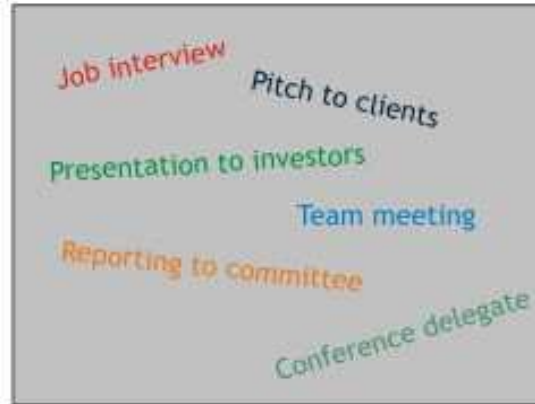 Job interview
Pitch to clients
Presentation to investors
Team meeting
Reporting to committee
Conference delegate